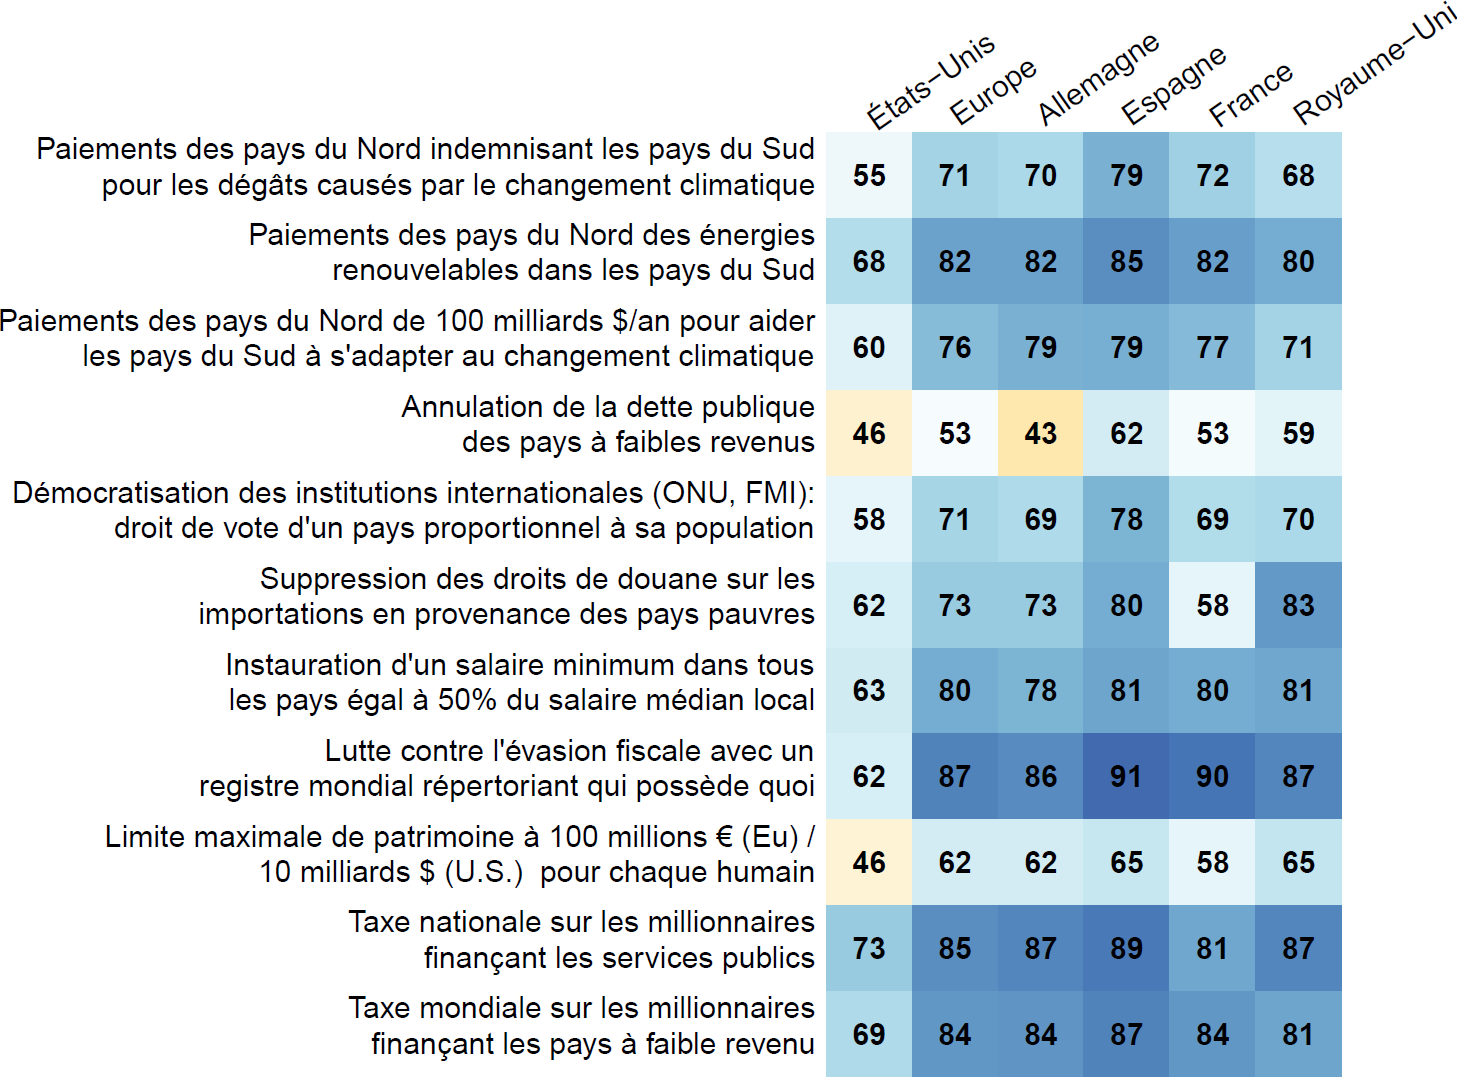 États−Unis Europe Allemagne Espagne France Royaume−Uni
Paiements des pays du Nord indemnisant les pays du Sud
pour les dégâts causés par le changement climatique
55 71 70 79 72 68
Paiements des pays du Nord des énergies
renouvelables dans les pays du Sud
68 82 82 85 82 80
Paiements des pays du Nord de 100 milliards $/an pour aider
les pays du Sud à s'adapter au changement climatique
60 76 79 79 77 71
Annulation de la dette publique
des pays à faibles revenus
46 53 43 62 53 59
Démocratisation des institutions internationales (ONU, FMI):
droit de vote d'un pays proportionnel à sa population
58 71 69 78 69 70
Suppression des droits de douane sur les
importations en provenance des pays pauvres
62 73 73 80 58 83
Instauration d'un salaire minimum dans tous
les pays égal à 50% du salaire médian local
63 80 78 81 80 81
Lutte contre l'évasion fiscale avec un
registre mondial répertoriant qui possède quoi
62 87 86 91 90 87
Limite maximale de patrimoine à 100 millions € (Eu) /
10 milliards $ (U.S.)  pour chaque humain
46 62 62 65 58 65
Taxe nationale sur les millionnaires
finançant les services publics
73 85 87 89 81 87
Taxe mondiale sur les millionnaires
finançant les pays à faible revenu
69 84 84 87 84 81